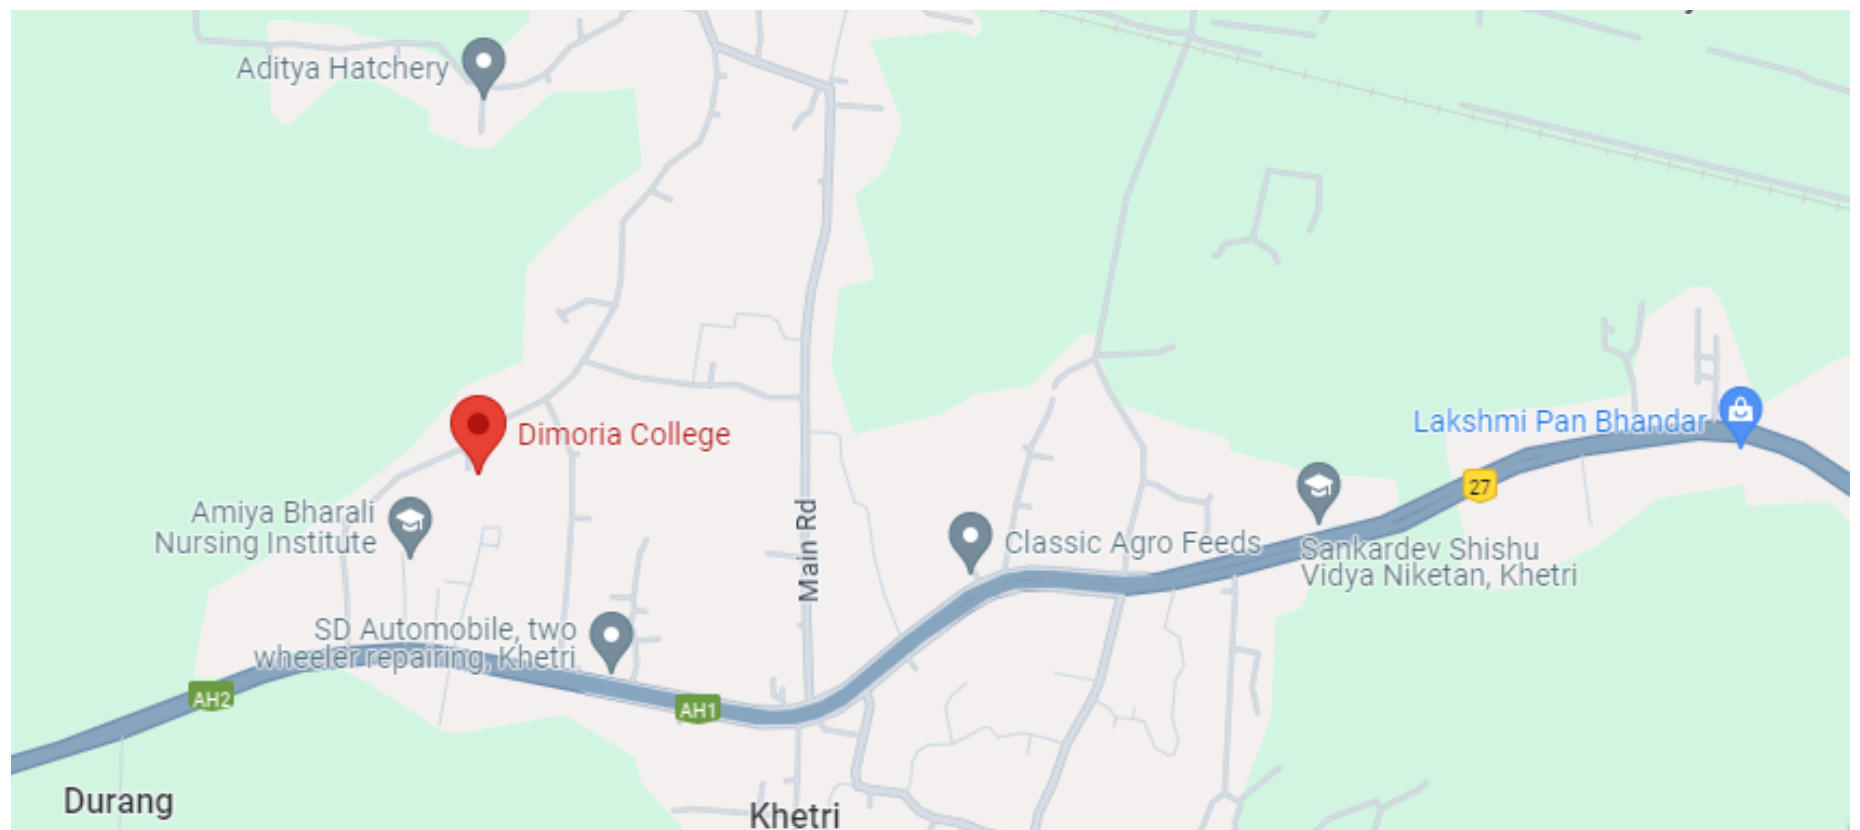 Aditya Hatchery
Dimoria College
Lakshmi Pan Bhandar
27
Amiya Bharali
Nursing Institute
Main Rd
Classic Agro Feeds
Sankardev Shishu
Vidya Niketan, Khetri
SD Automobile, two
wheeler repairing, Khetri
AH2
AH1
Durang
Khetri